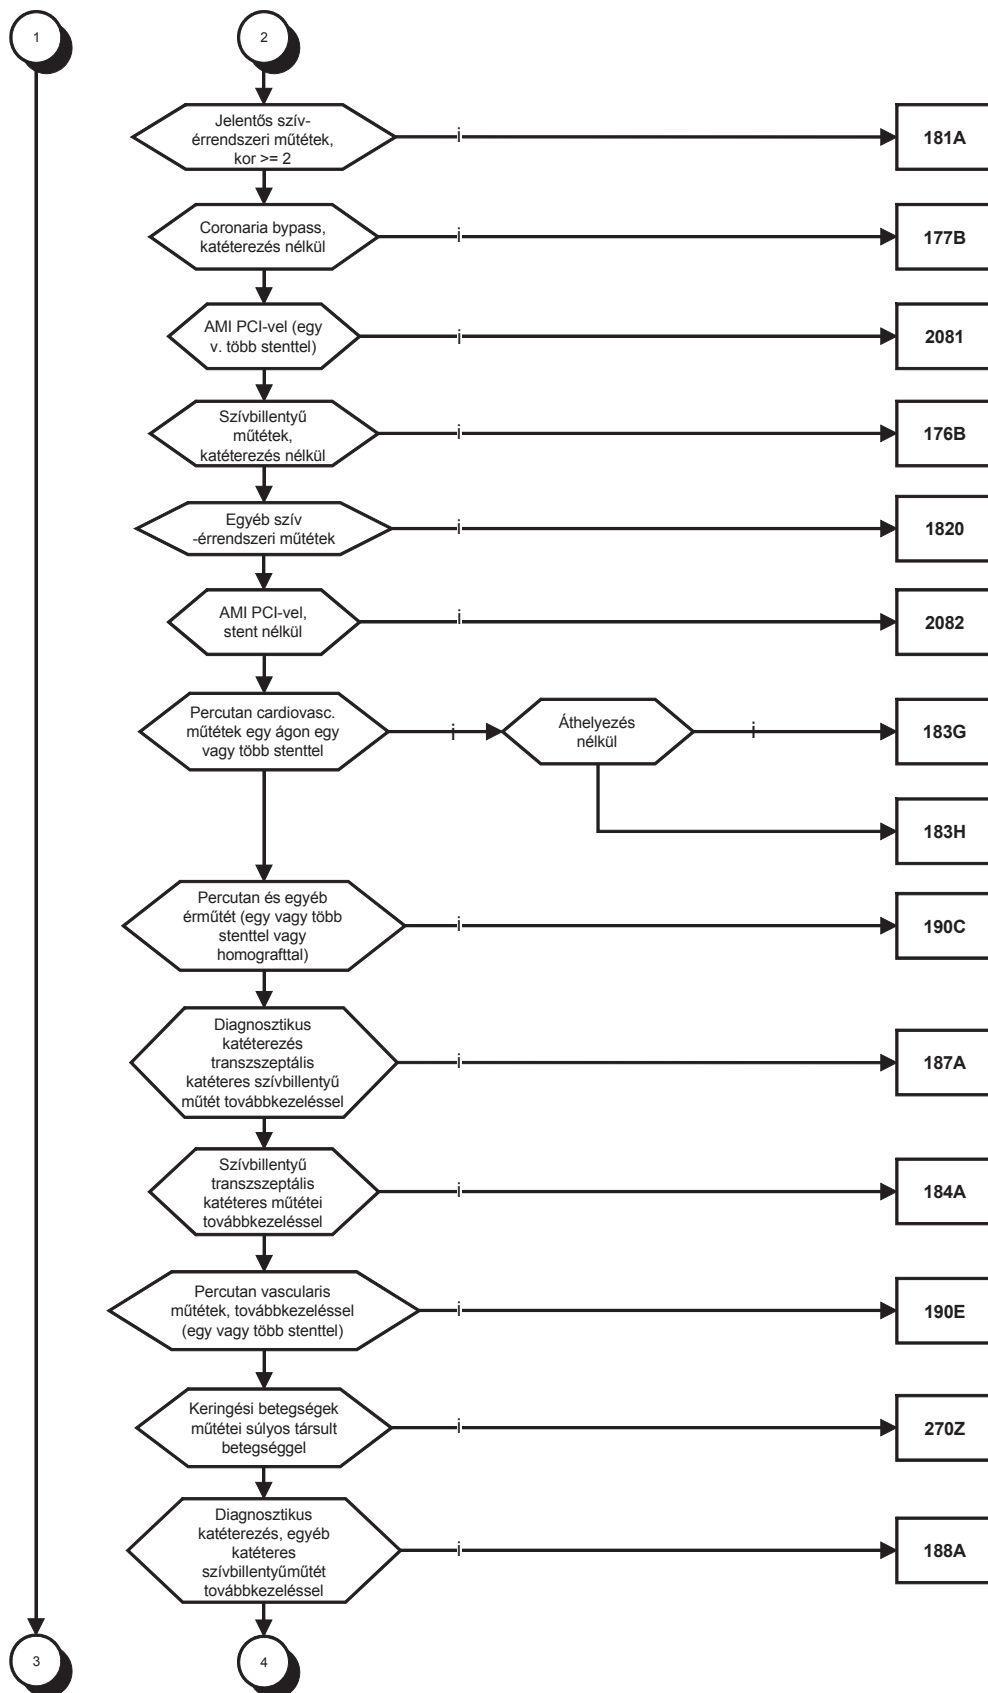 1
2
Jelentős szív-
érrendszeri műtétek,
kor >= 2
i
181A
Coronaria bypass,
katéterezés nélkül
i
177B
AMI PCI-vel (egy
v. több stenttel)
i
2081
Szívbillentyű
műtétek,
katéterezés nélkül
i
176B
Egyéb szív
-érrendszeri műtétek
i
1820
AMI PCI-vel,
stent nélkül
i
2082
Percutan cardiovasc.
műtétek egy ágon egy
vagy több stenttel
i
Áthelyezés
nélkül
i
183G
183H
Percutan és egyéb
érműtét (egy vagy több
stenttel vagy
homografttal)
i
190C
Diagnosztikus
katéterezés
transzszeptális
katéteres szívbillentyű
műtét továbbkezeléssel
i
187A
Szívbillentyű
transzszeptális
katéteres műtétei
továbbkezeléssel
i
184A
Percutan vascularis
műtétek, továbbkezeléssel
(egy vagy több stenttel)
i
190E
Keringési betegségek
műtétei súlyos társult
betegséggel
i
270Z
Diagnosztikus
katéterezés, egyéb
katéteres
szívbillentyűműtét
továbbkezeléssel
i
188A
3
4